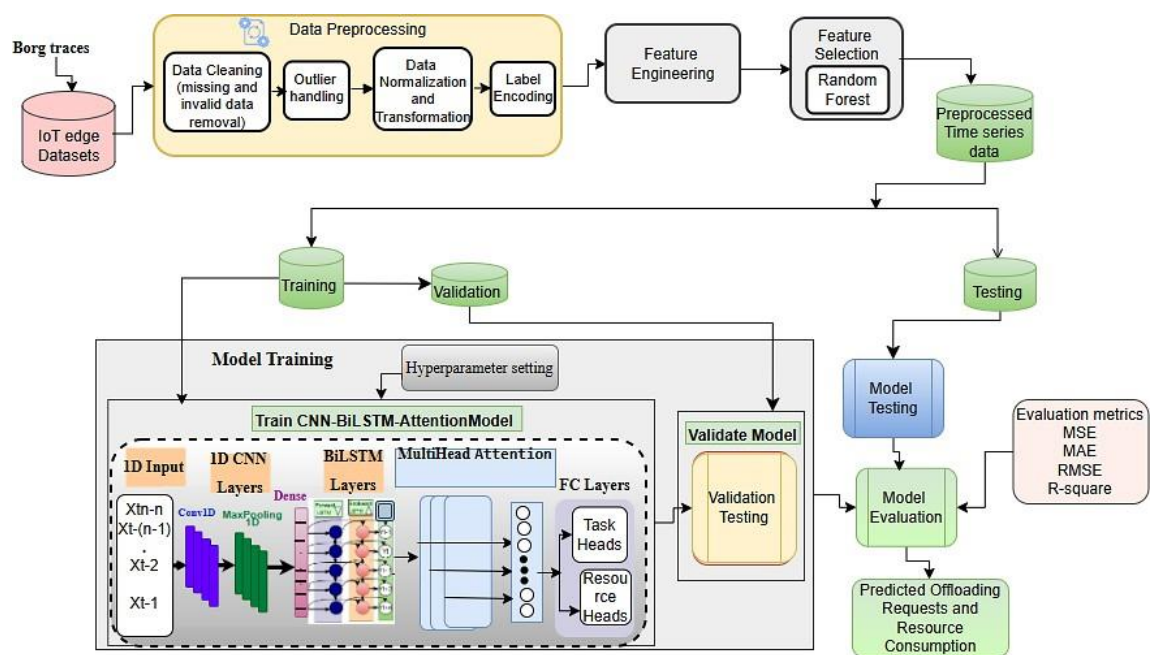 Borg traces
IoT edge
Datasets
Data Preprocessing
Data Cleaning
(missing and
invalid data
removal)
Outlier
handling
Data
Normalization
and
Transformation
Label
Encoding
Feature
Engineering
Feature
Selection
Random
Forest
Preprocessed
Time series
data
Training
Validation
Testing
Model Training
Hyperparameter setting
Train CNN-BiLSTM-AttentionModel
1D Input
1D CNN
Layers
BiLSTM
Layers
MultiHead Attention
FC Layers
Xtn-n
Xt-(n-1)
.
Xt-2
Xt-1
Conv1D
MaxPooling
1D
Dense
Task
Heads
Resou
rce
Heads
Validate Model
Validation
Testing
Model
Testing
Model
Evaluation
Evaluation metrics
MSE
MAE
RMSE
R-square
Predicted Offloading
Requests and
Resource
Consumption